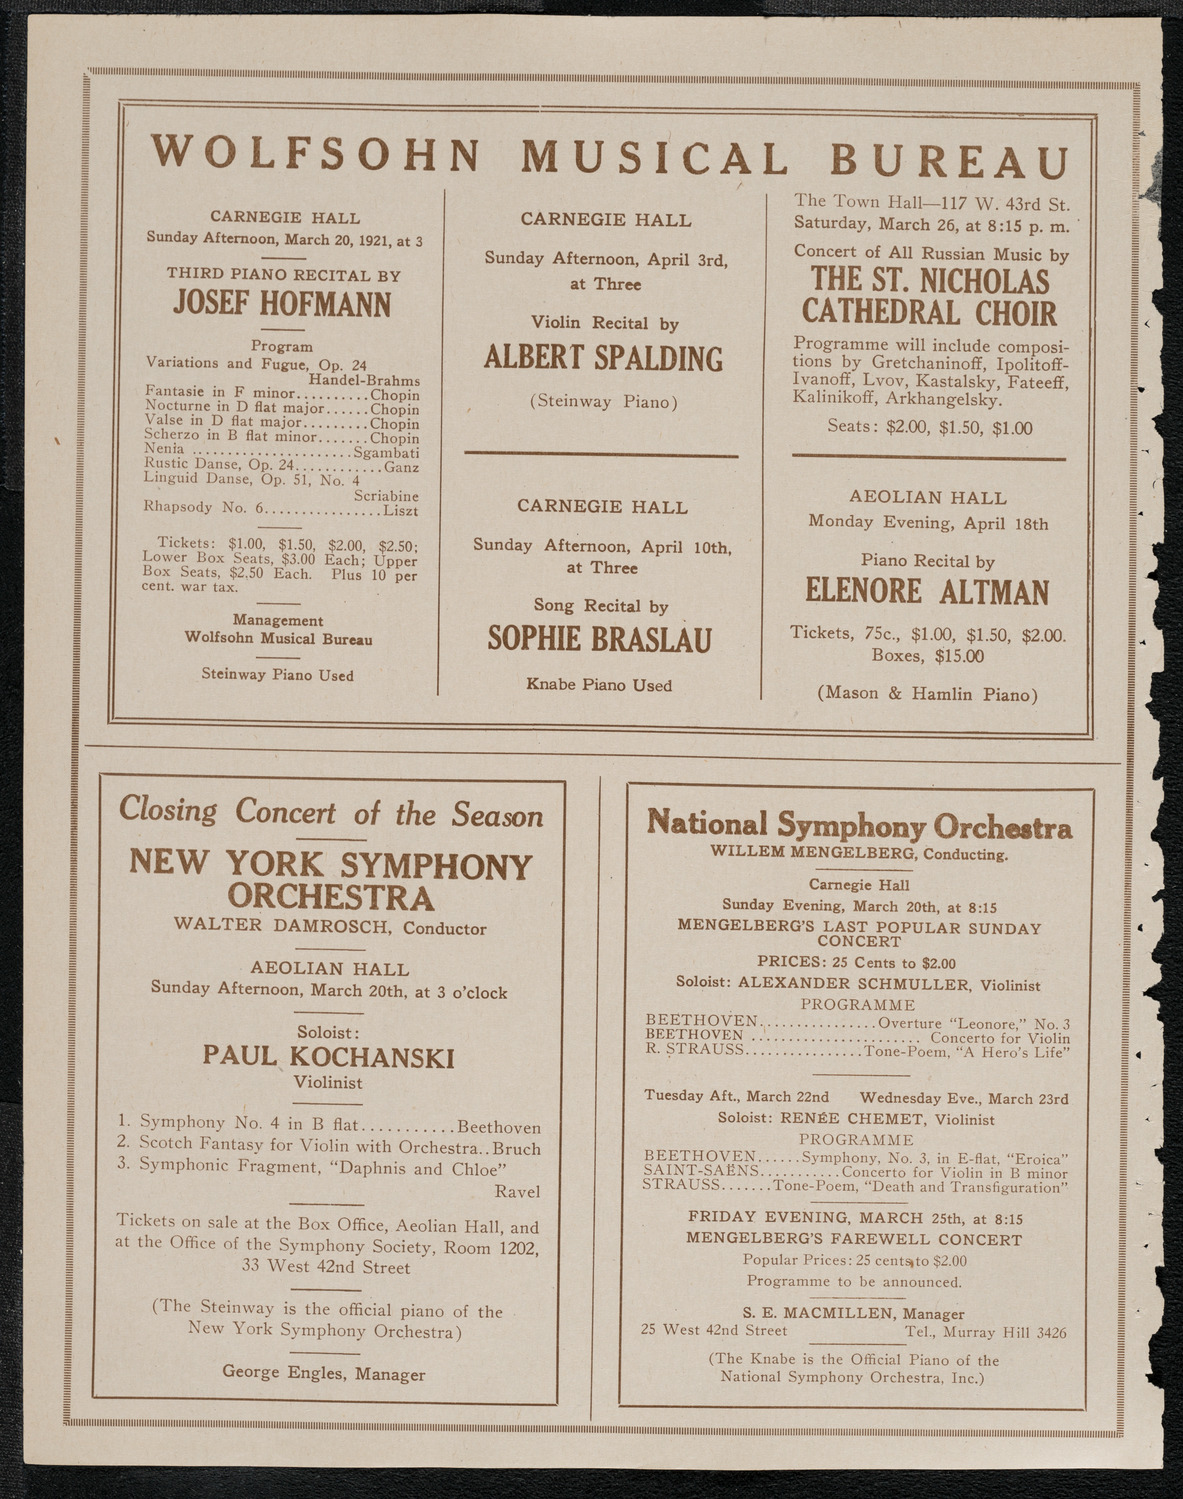 WOLFSOHN MUSICAL BUREAU
CARNEGIE HALL
Sunday Afternoon, March 20, 1921, at 3
THIRD PIANO RECITAL BY
JOSEF HOFMANN
Program
Variations and Fugue, Op. 24
Handel-Brahms
Fantasie in F minor..........Chopin
Nocturne in D flat major......Chopin
Valse in D flat major.........Chopin
Scherzo in B flat minor.......Chopin
Nenia .....................Sgambati
Rustic Danse, Op. 24............Ganz
Linguid Danse, Op. 51, No. 4
Scriabine
Rhapsody No. 6................Liszt
Tickets: $1.00, $1.50, $2.00, $2.50;
Lower Box Seats, $3.00 Each; Upper
Box Seats, $2.50 Each. Plus 10 per
cent. war tax.
Management
Wolfsohn Musical Bureau
Steinway Piano Used
CARNEGIE HALL
Sunday Afternoon, April 3rd,
at Three
Violin Recital by
ALBERT SPALDING
(Steinway Piano)
CARNEGIE HALL
Sunday Afternoon, April 10th,
at Three
Song Recital by
SOPHIE BRASLAU
Knabe Piano Used
The Town Hall—117 W. 43rd St.
Saturday, March 26, at 8:15 p. m.
Concert of All Russian Music by
THE ST. NICHOLAS
CATHEDRAL CHOIR
Programme will include composi-
tions by Gretchaninoff, Ipolitoff-
Ivanoff, Lvov, Kastalsky, Fateeff,
Kalinikoff, Arkhangelsky.
Seats: $2.00, $1.50, $1.00
AEOLIAN HALL
Monday Evening, April 18th
Piano Recital by
ELENORE ALTMAN
Tickets, 75c., $1.00, $1.50, $2.00.
Boxes, $15.00
(Mason & Hamlin Piano)
Closing Concert of the Season
NEW YORK SYMPHONY
ORCHESTRA
WALTER DAMROSCH, Conductor
AEOLIAN HALL
Sunday Afternoon, March 20th, at 3 o'clock
Soloist:
PAUL KOCHANSKI
Violinist
1. Symphony No. 4 in B flat...........Beethoven
2. Scotch Fantasy for Violin with Orchestra..Bruch
3. Symphonic Fragment, "Daphnis and Chloe"
Ravel
Tickets on sale at the Box Office, Aeolian Hall, and
at the Office of the Symphony Society, Room 1202,
33 West 42nd Street
(The Steinway is the official piano of the
New York Symphony Orchestra)
George Engles, Manager
National Symphony Orchestra
WILLEM MENGELBERG, Conducting.
Carnegie Hall
Sunday Evening, March 20th, at 8:15
MENGELBERG'S LAST POPULAR SUNDAY
CONCERT
PRICES: 25 Cents to $2.00
Soloist: ALEXANDER SCHMULLER, Violinist
PROGRAMME
BEETHOVEN................Overture "Leonore," No. 3
BEETHOVEN ....................... Concerto for Violin
R. STRAUSS................Tone-Poem, "A Hero's Life"
Tuesday Aft., March 22nd Wednesday Eve., March 23rd
Soloist: RENÉE CHEMET, Violinist
PROGRAMME
BEETHOVEN......Symphony, No. 3, in E-flat, "Eroica"
SAINT-SAËNS...........Concerto for Violin in B minor
STRAUSS.......Tone-Poem, "Death and Transfiguration"
FRIDAY EVENING, MARCH 25th, at 8:15
MENGELBERG'S FAREWELL CONCERT
Popular Prices: 25 cents to $2.00
Programme to be announced.
S. E. MACMILLEN, Manager
25 West 42nd Street Tel., Murray Hill 3426
(The Knabe is the Official Piano of the
National Symphony Orchestra, Inc.)